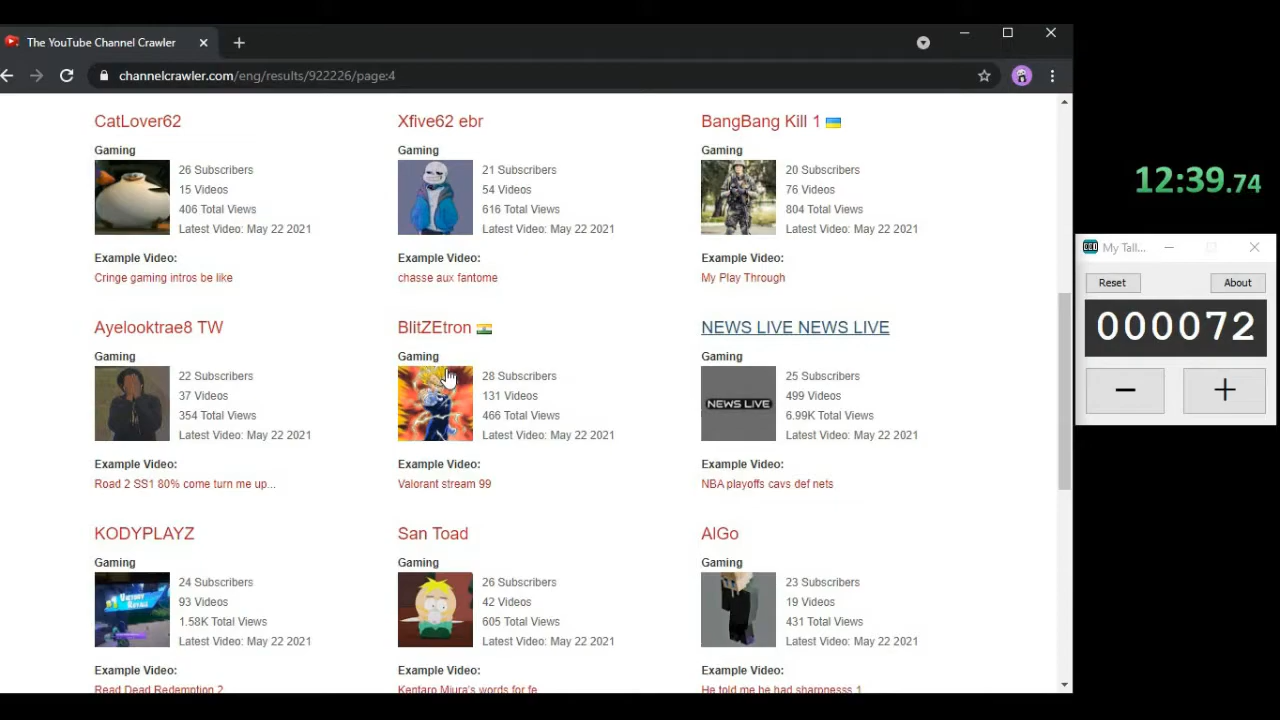 The YouTube Channel Crawler
channelcrawler.com/eng/results/922226/page:4
CatLover62
Gaming
26 Subscribers
15 Videos
406 Total Views
Latest Video: May 22 2021
Example Video:
Cringe gaming intros be like
Xfive62 ebr
Gaming
21 Subscribers
54 Videos
616 Total Views
Latest Video: May 22 2021
Example Video:
chasse aux fantome
BangBang Kill 1
Gaming
20 Subscribers
76 Videos
804 Total Views
Latest Video: May 22 2021
Example Video:
My Play Through
Ayelooktrae8 TW
Gaming
22 Subscribers
37 Videos
354 Total Views
Latest Video: May 22 2021
Example Video:
Road 2 SS1 80% come turn me up...
BlitZEtron
Gaming
28 Subscribers
131 Videos
466 Total Views
Latest Video: May 22 2021
Example Video:
Valorant stream 99
NEWS LIVE NEWS LIVE
Gaming
NEWS LIVE
25 Subscribers
499 Videos
6.99K Total Views
Latest Video: May 22 2021
Example Video:
NBA playoffs cavs def nets
KODYPLAYZ
Gaming
24 Subscribers
93 Videos
1.58K Total Views
Latest Video: May 22 2021
Example Video:
Read Dead Redemption 2
San Toad
Gaming
26 Subscribers
42 Videos
605 Total Views
Latest Video: May 22 2021
Example Video:
Kentaro Miura's words for fe
AlGo
Gaming
23 Subscribers
19 Videos
431 Total Views
Latest Video: May 22 2021
Example Video:
He told me he had sharpnesss 1
12:39.74
My Tall...
Reset
About
000072
− +